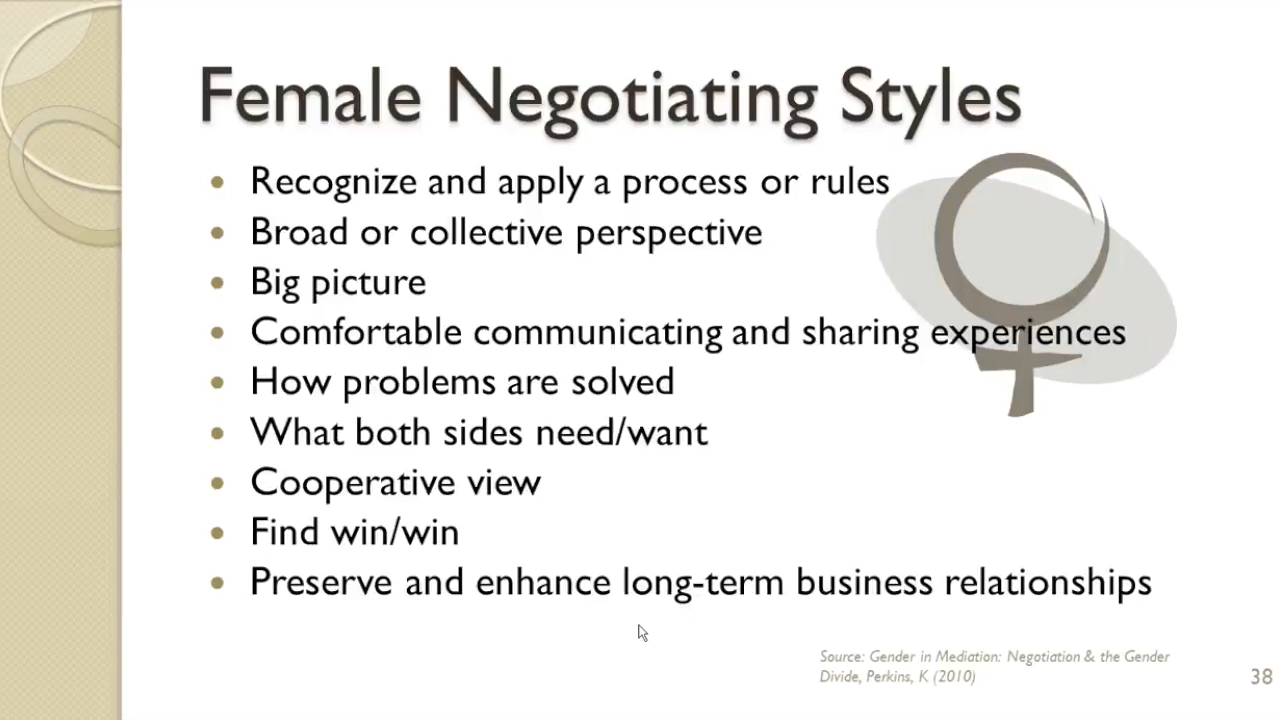 Female Negotiating Styles
Recognize and apply a process or rules
Broad or collective perspective
Big picture
Comfortable communicating and sharing experiences
How problems are solved
What both sides need/want
Cooperative view
Find win/win
Preserve and enhance long-term business relationships
Source: Gender in Mediation: Negotiation & the Gender
Divide, Perkins, K (2010)
38